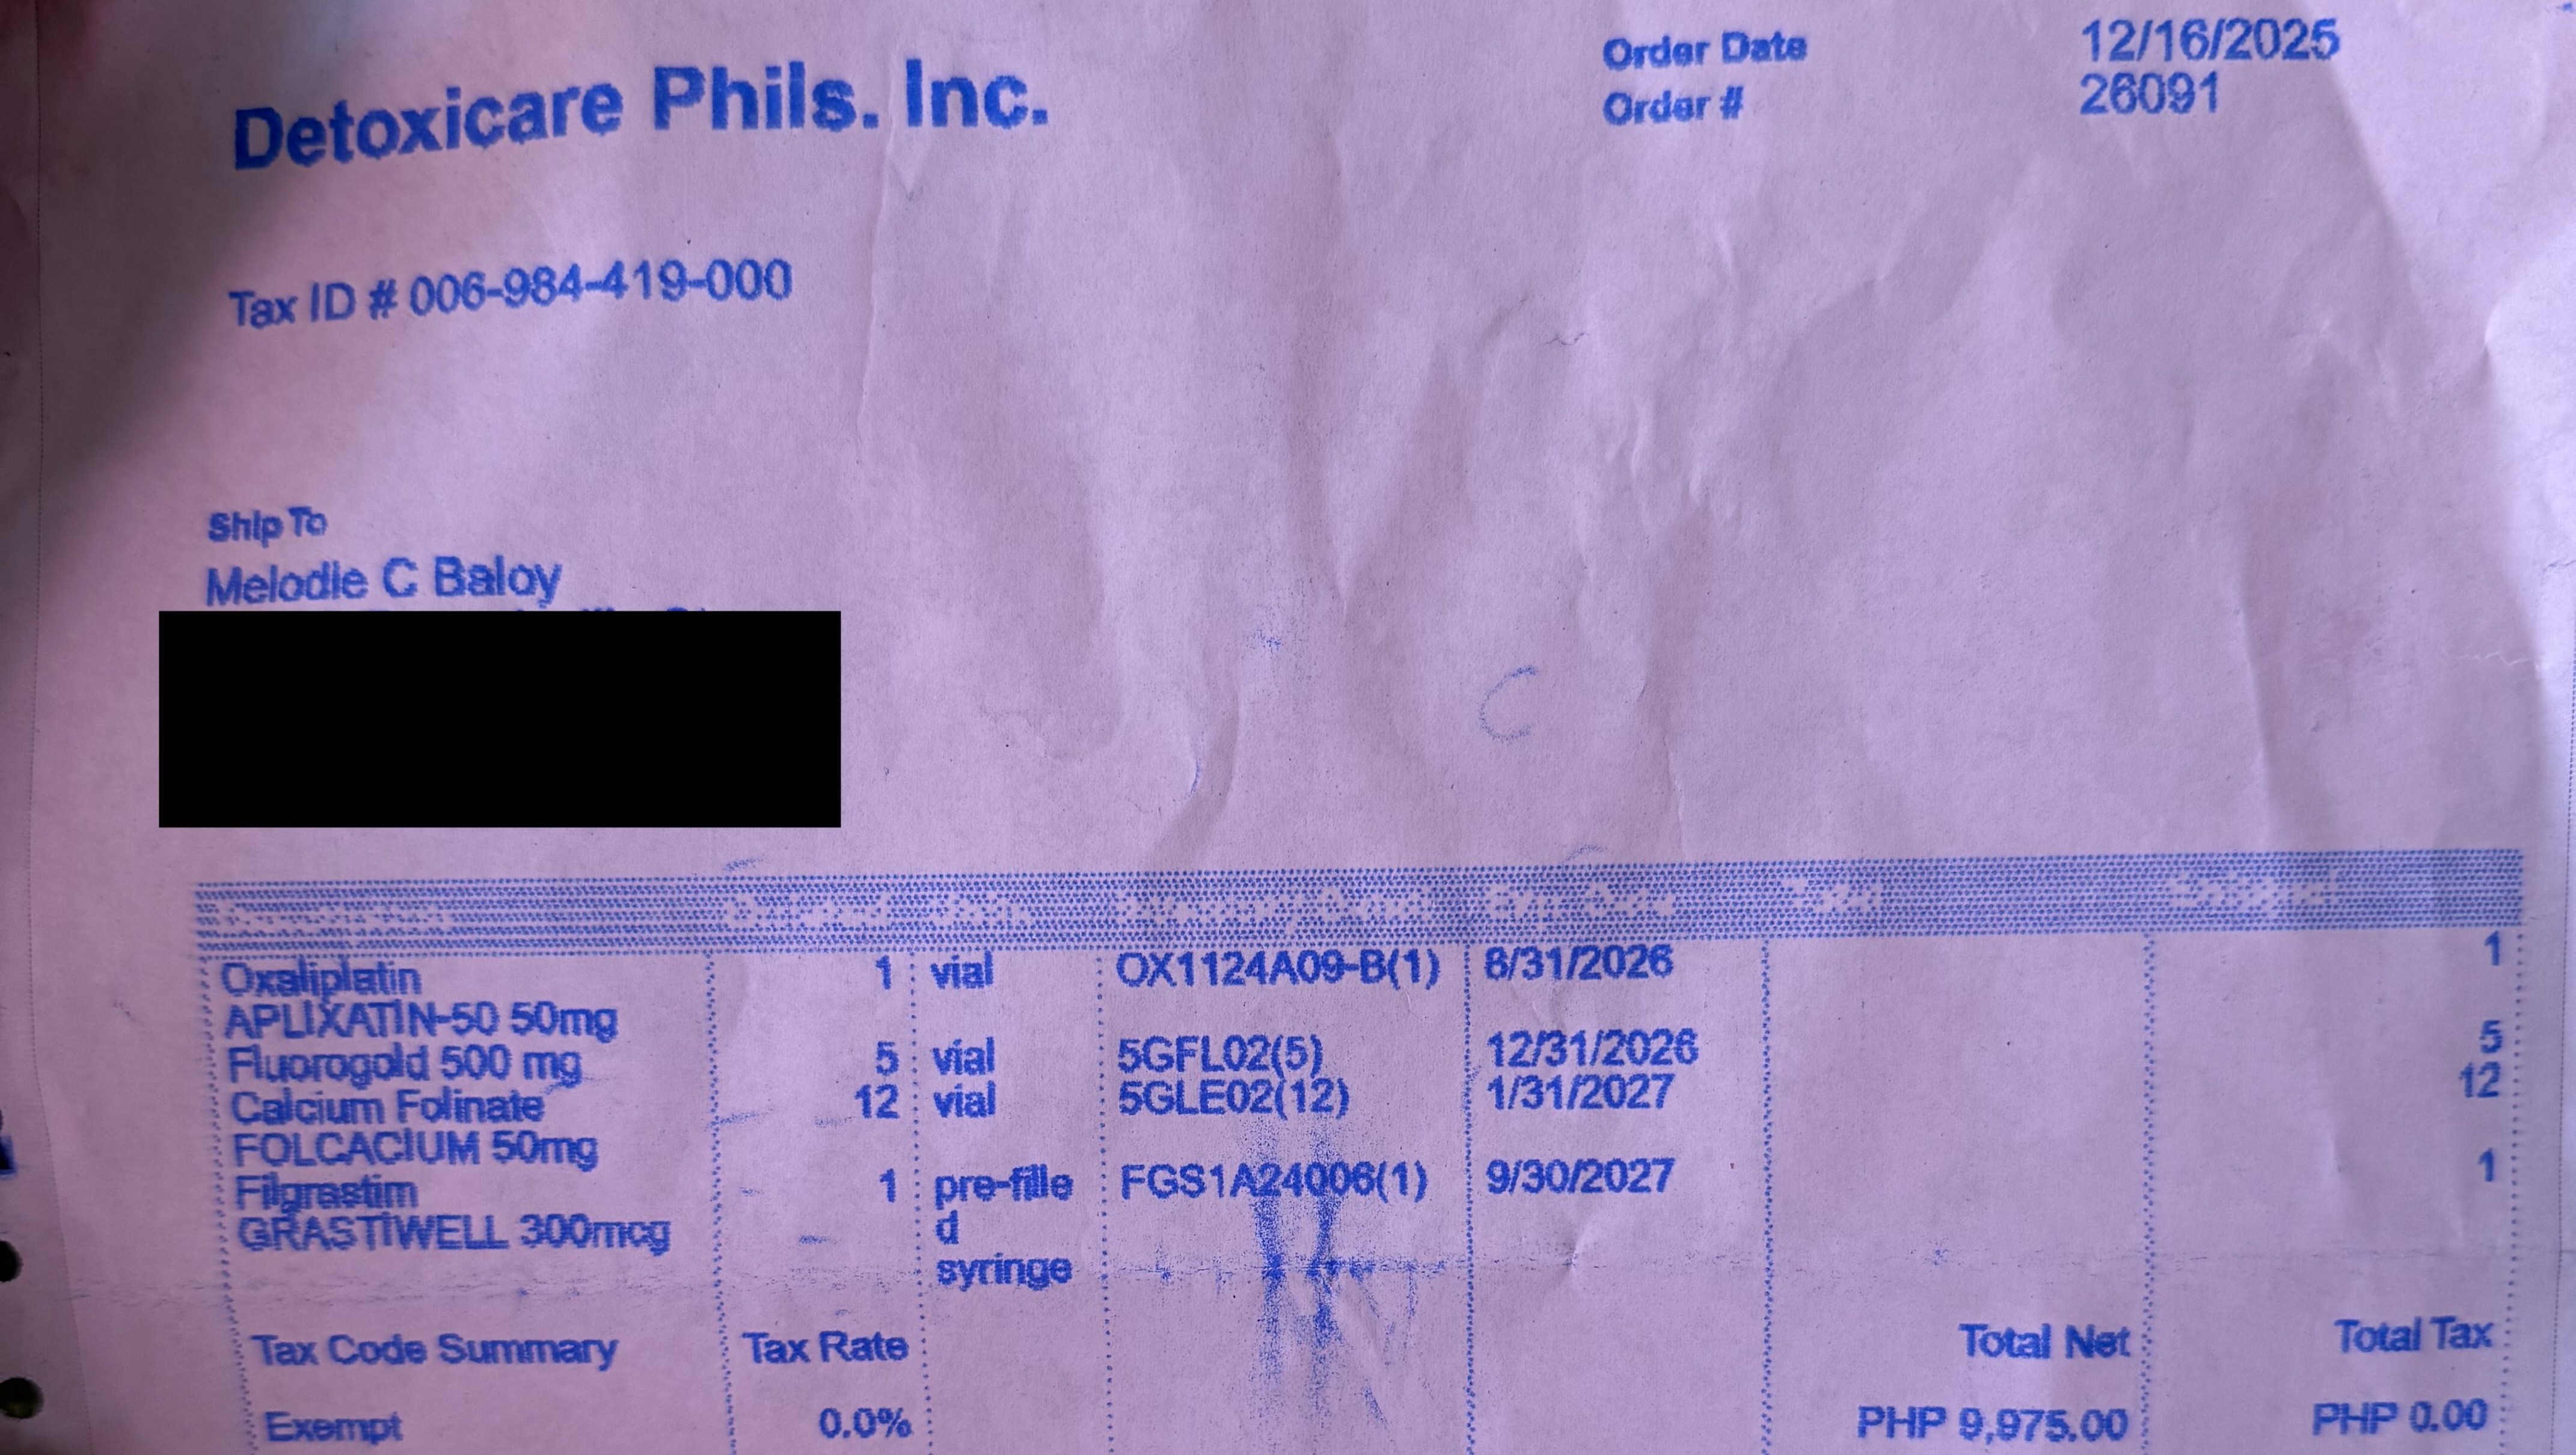 Order Date 12/16/2025
Detoxicare Phils. Inc.
Order # 26091
Tax ID # 006-984-419-000
Ship To
Melodie C Baloy
Exp. Date
Oxaliplatin 1 vial OX1124A09-B(1) 8/31/2026 1
APLIXATIN-50 50mg
Fluorogold 500 mg 5 vial 5GFL02(5) 12/31/2026 5
Calcium Folinate 12 vial 5GLE02(12) 1/31/2027 12
FOLCACIUM 50mg
Filgrastim 1 pre-fille FGS1A24006(1) 9/30/2027 1
GRASTIWELL 300mcg d
syringe
Tax Code Summary Tax Rate Total Net Total Tax
Exempt 0.0% PHP 9,975.00 PHP 0.00